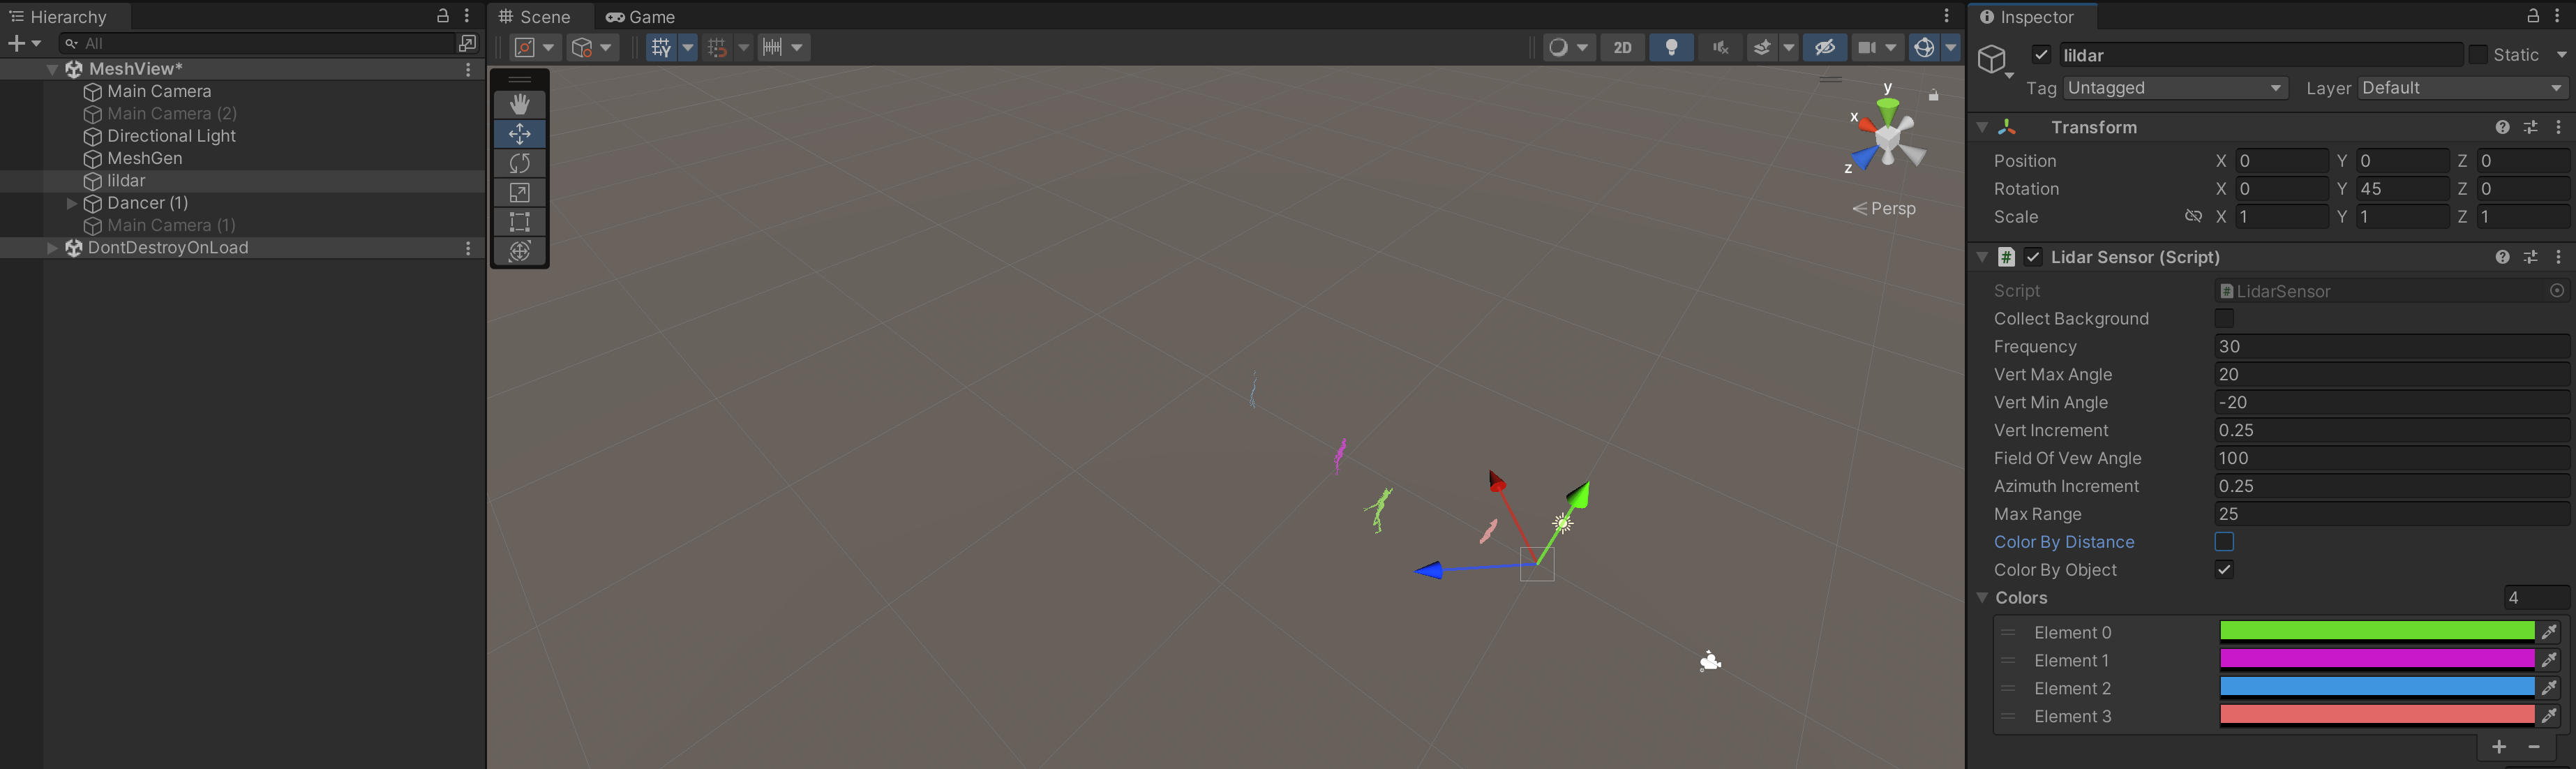 Hierarchy
All
MeshView*
Main Camera
Main Camera (2)
Directional Light
MeshGen
lildar
Dancer (1)
Main Camera (1)
DontDestroyOnLoad
Scene
Game
2D
y
x
z
Persp
Inspector
lildar
Static
Tag Untagged Layer Default
Transform
Position X 0 Y 0 Z 0
Rotation X 0 Y 45 Z 0
Scale X 1 Y 1 Z 1
# Lidar Sensor (Script)
Script # LidarSensor
Collect Background
Frequency 30
Vert Max Angle 20
Vert Min Angle -20
Vert Increment 0.25
Field Of Vew Angle 100
Azimuth Increment 0.25
Max Range 25
Color By Distance
Color By Object
Colors 4
Element 0
Element 1
Element 2
Element 3